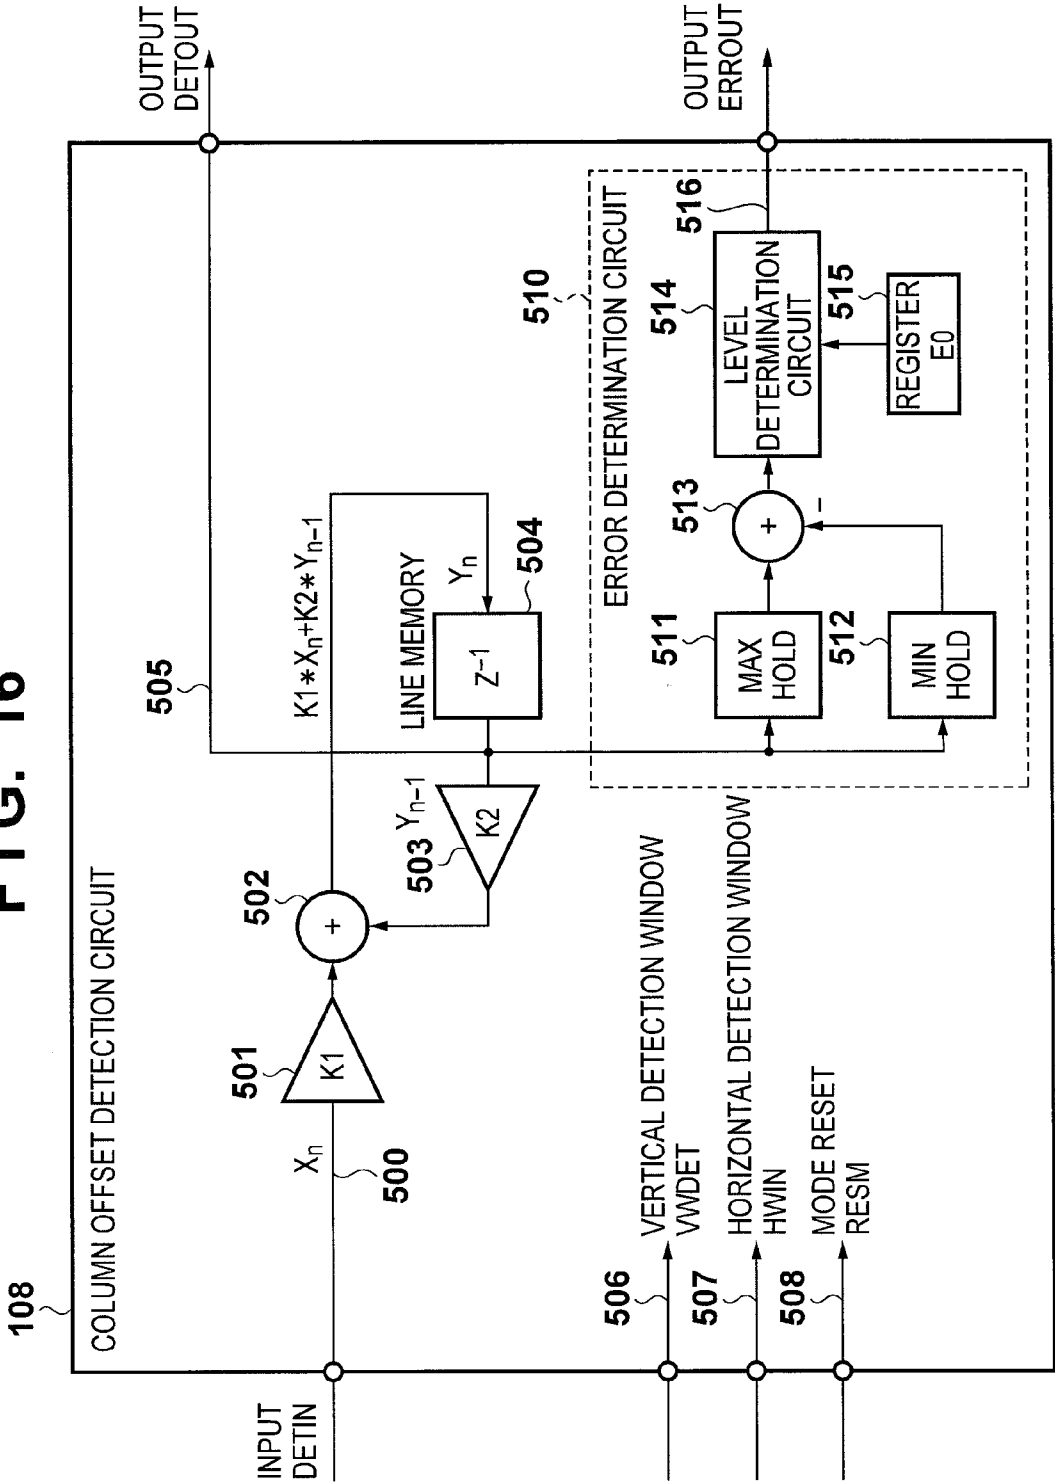 FIG. 16
108
COLUMN OFFSET DETECTION CIRCUIT
INPUT
DETIN
Xn
500
501
K1
502
+
K1*Xn+K2*Yn-1
505
OUTPUT
DETOUT
503
K2
Yn-1
LINE MEMORY
Z-1
Yn
504
506
VERTICAL DETECTION WINDOW
VWDET
507
HORIZONTAL DETECTION WINDOW
HWIN
508
MODE RESET
RESM
510
ERROR DETERMINATION CIRCUIT
511
MAX
HOLD
512
MIN
HOLD
513
+
−
514
LEVEL
DETERMINATION
CIRCUIT
515
REGISTER
E0
516
OUTPUT
ERROUT